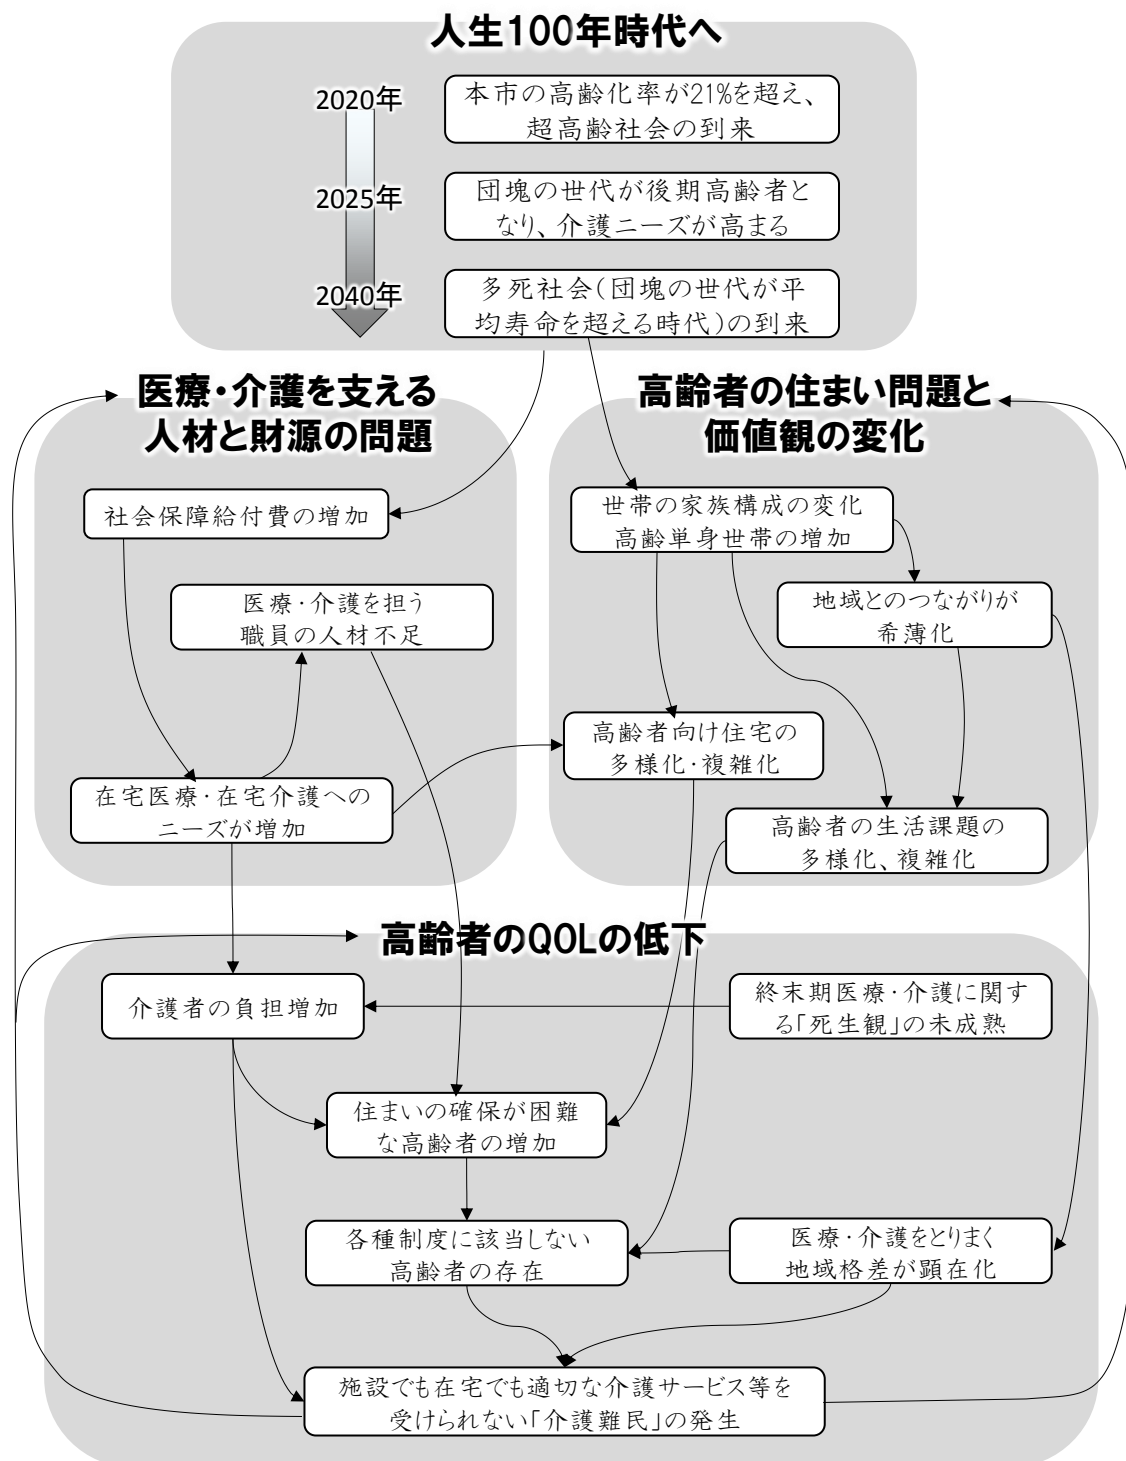 人生100年時代へ
2020年
本市の高齢化率が21%を超え、
超高齢社会の到来
2025年
団塊の世代が後期高齢者と
なり、介護ニーズが高まる
2040年
多死社会(団塊の世代が平
均寿命を超える時代)の到来
医療・介護を支える
人材と財源の問題
社会保障給付費の増加
医療・介護を担う
職員の人材不足
在宅医療・在宅介護への
ニーズが増加
高齢者の住まい問題と
価値観の変化
世帯の家族構成の変化
高齢単身世帯の増加
地域とのつながりが
希薄化
高齢者向け住宅の
多様化・複雑化
高齢者の生活課題の
多様化、複雑化
高齢者のQOLの低下
介護者の負担増加
終末期医療・介護に関す
る「死生観」の未成熟
住まいの確保が困難
な高齢者の増加
各種制度に該当しない
高齢者の存在
医療・介護をとりまく
地域格差が顕在化
施設でも在宅でも適切な介護サービス等を
受けられない「介護難民」の発生